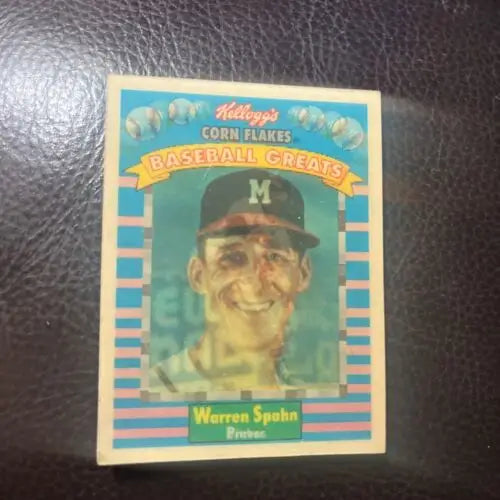 Kellogg's
CORN FLAKES
BASEBALL GREATS
M
Warren Spahn
Braves